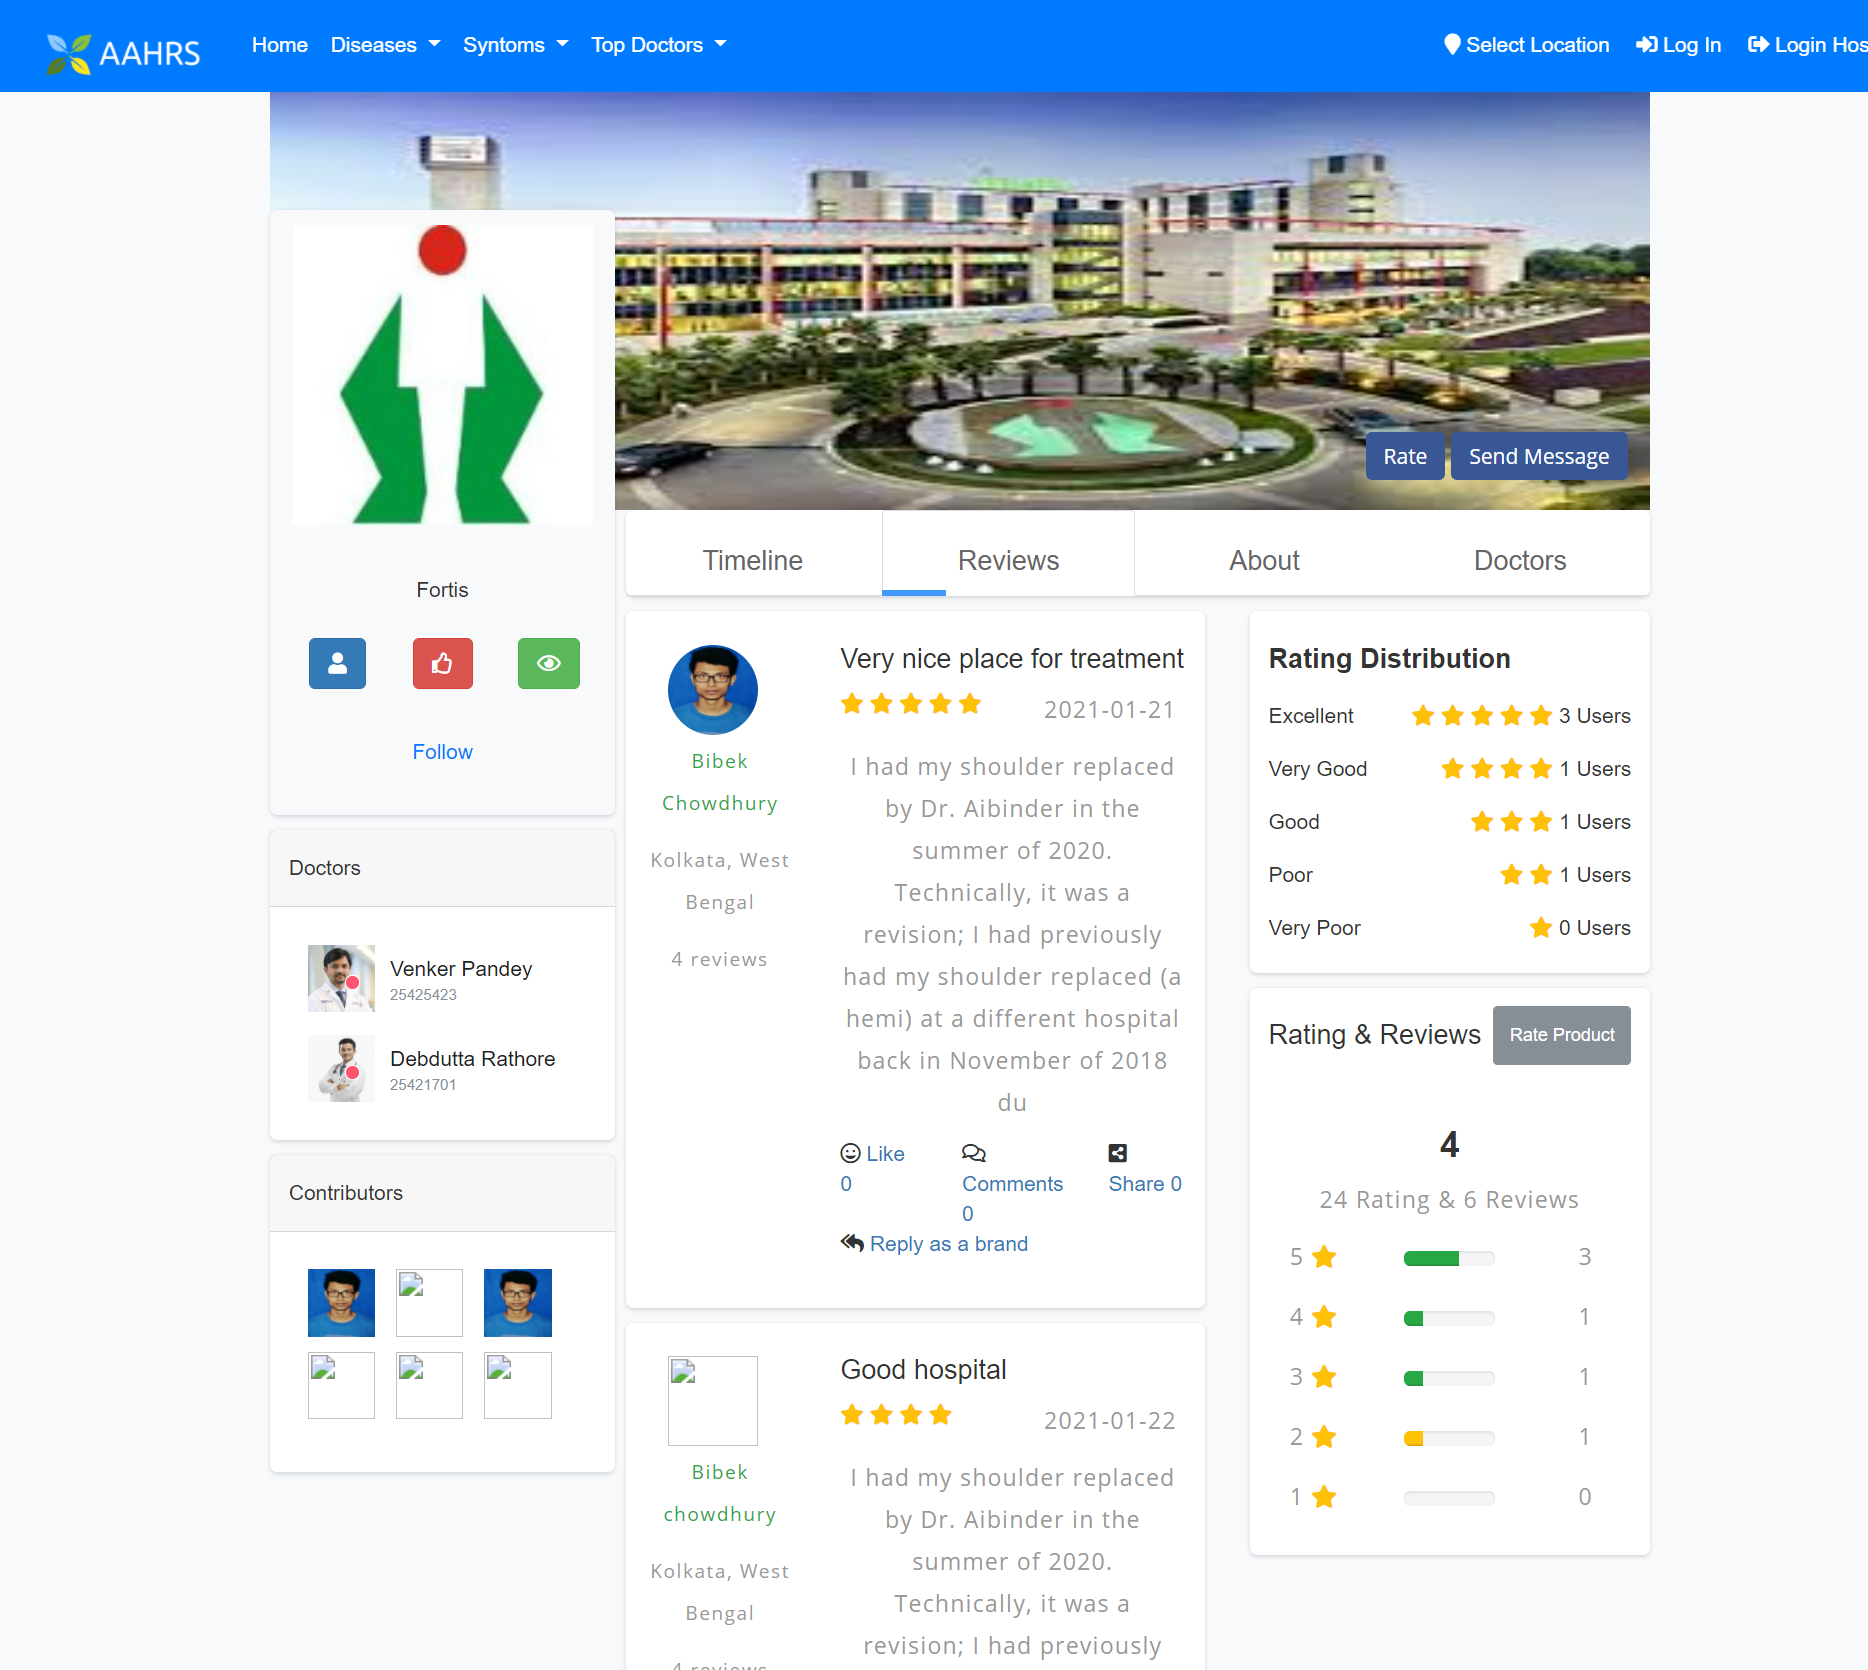 AAHRS
Home
Diseases
Syntoms
Top Doctors
Select Location
Log In
Login Hos
Rate
Send Message
Timeline
Reviews
About
Doctors
Fortis
Follow
Doctors
Venker Pandey
25425423
Debdutta Rathore
25421701
Contributors
Bibek
Chowdhury
Kolkata, West
Bengal
4 reviews
Very nice place for treatment
2021-01-21
I had my shoulder replaced
by Dr. Aibinder in the
summer of 2020.
Technically, it was a
revision; I had previously
had my shoulder replaced (a
hemi) at a different hospital
back in November of 2018
du
Like
0
Comments
0
Share 0
Reply as a brand
Bibek
chowdhury
Kolkata, West
Bengal
4 reviews
Good hospital
2021-01-22
I had my shoulder replaced
by Dr. Aibinder in the
summer of 2020.
Technically, it was a
revision; I had previously
Rating Distribution
Excellent 3 Users
Very Good 1 Users
Good 1 Users
Poor 1 Users
Very Poor 0 Users
Rating & Reviews
Rate Product
4
24 Rating & 6 Reviews
5 3
4 1
3 1
2 1
1 0